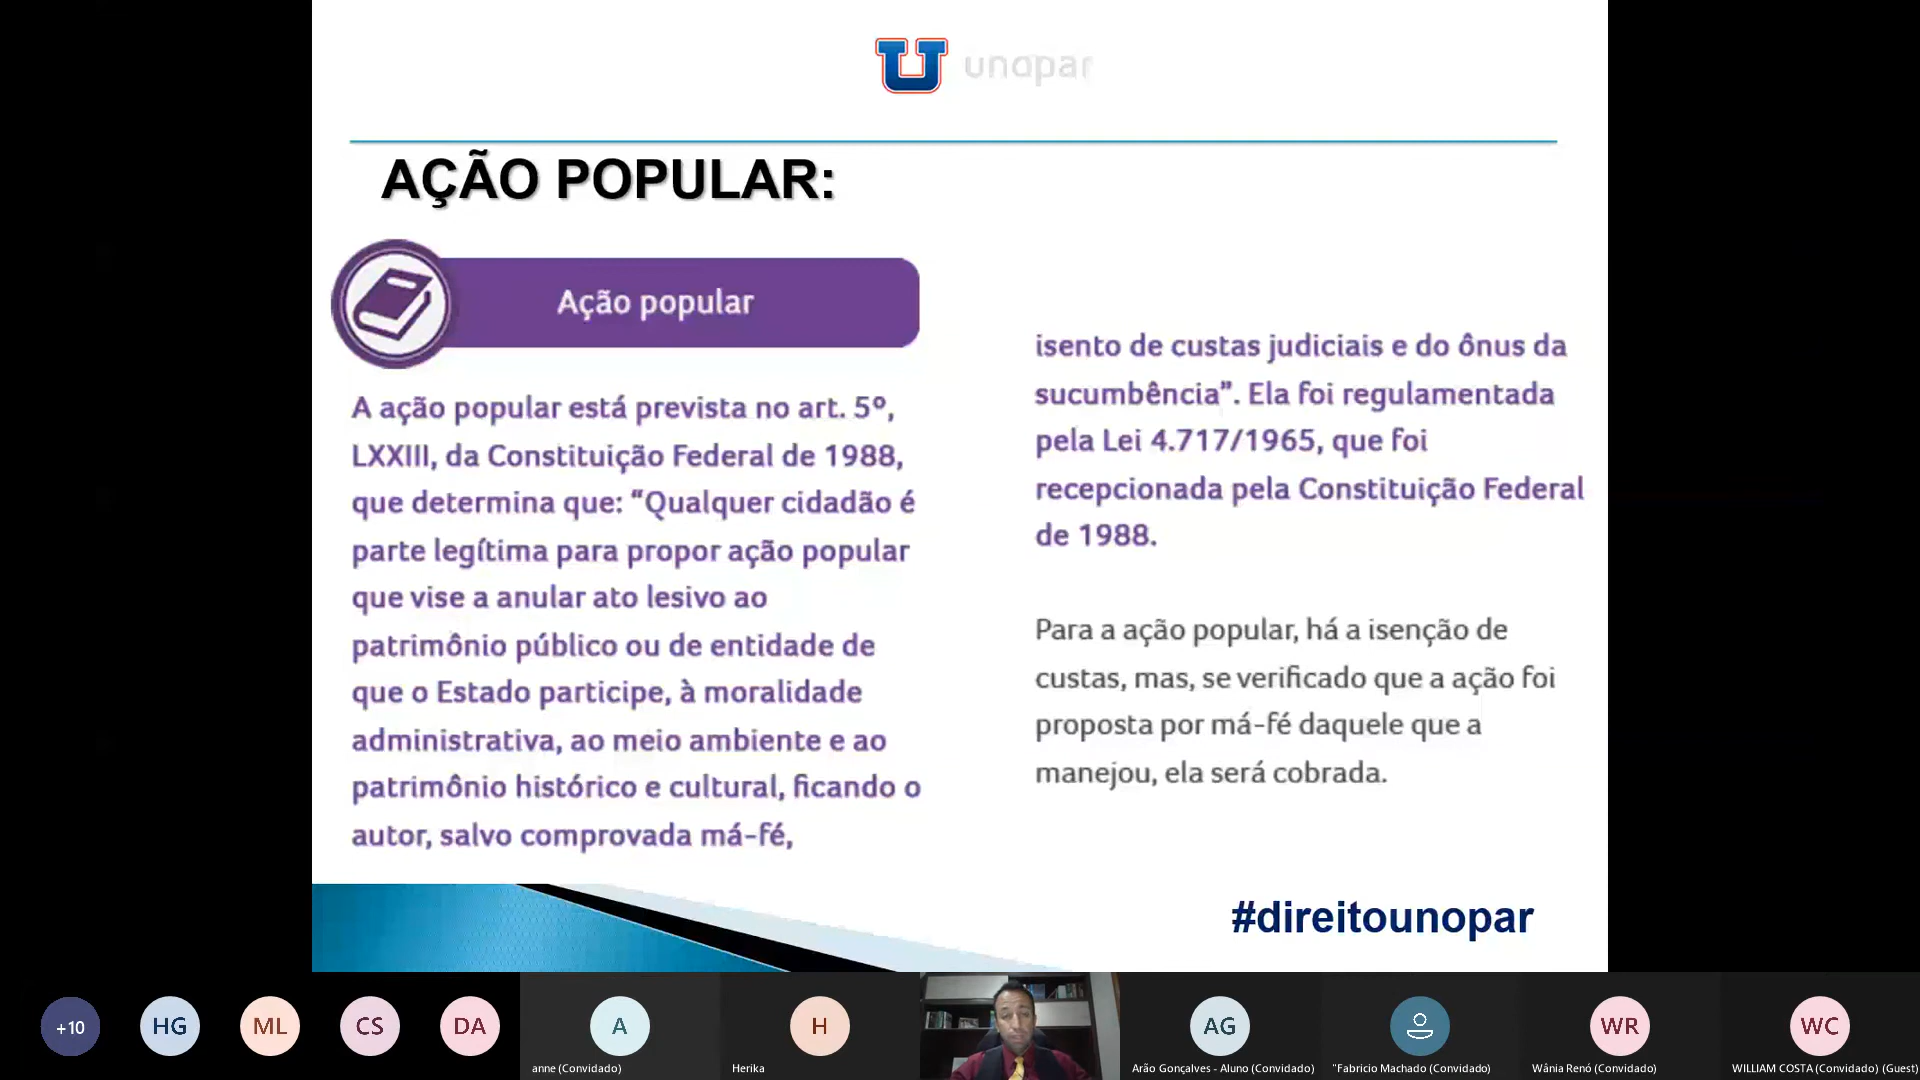 unopar
AÇÃO POPULAR:
Ação popular
A ação popular está prevista no art. 5º,
LXXIII, da Constituição Federal de 1988,
que determina que: “Qualquer cidadão é
parte legítima para propor ação popular
que vise a anular ato lesivo ao
patrimônio público ou de entidade de
que o Estado participe, à moralidade
administrativa, ao meio ambiente e ao
patrimônio histórico e cultural, ficando o
autor, salvo comprovada má-fé,
isento de custas judiciais e do ônus da
sucumbência”. Ela foi regulamentada
pela Lei 4.717/1965, que foi
recepcionada pela Constituição Federal
de 1988.
Para a ação popular, há a isenção de
custas, mas, se verificado que a ação foi
proposta por má-fé daquele que a
manejou, ela será cobrada.
#direitounopar
+10
HG
ML
CS
DA
A
H
AG
WR
WC
anne (Convidado)
Herika
Arão Gonçalves - Aluno (Convidado)
"Fabricio Machado (Convidado)
Wânia Renó (Convidado)
WILLIAM COSTA (Convidado) (Guest)